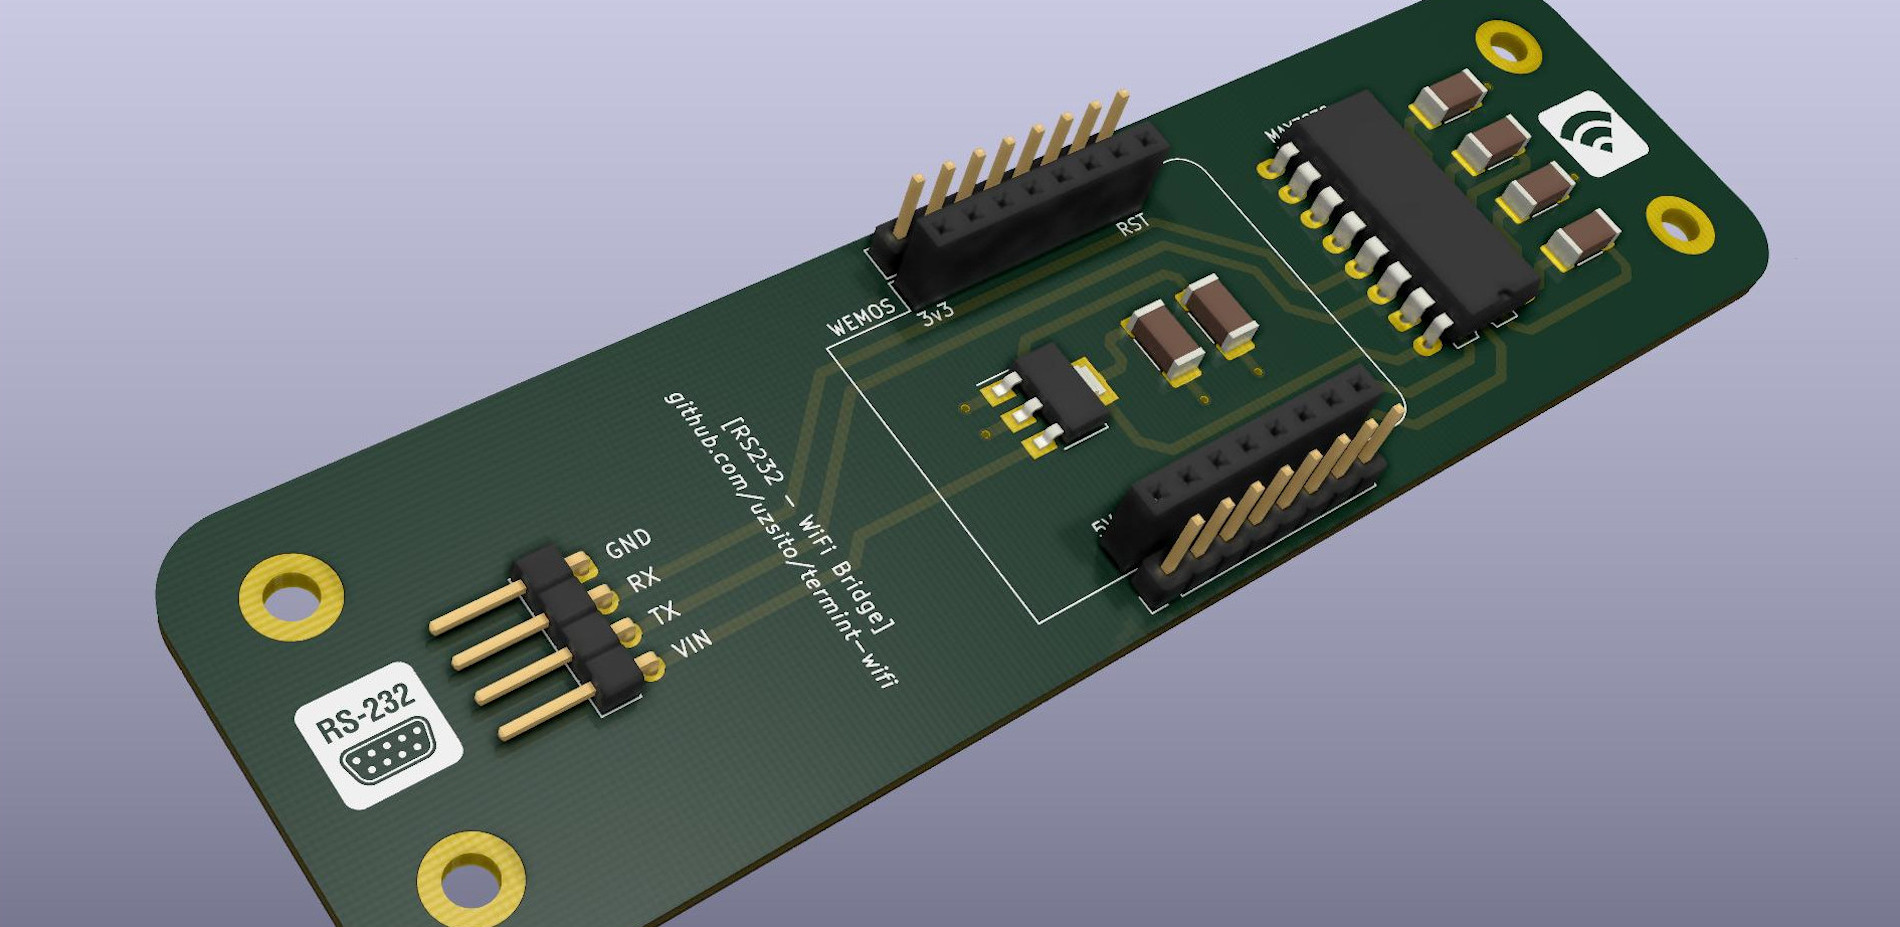 RST
WEMOS
3v3
[RS232 - WiFi Bridge]
github.com/uzsito/termint-wifi
GND
RX
TX
VIN
RS-232